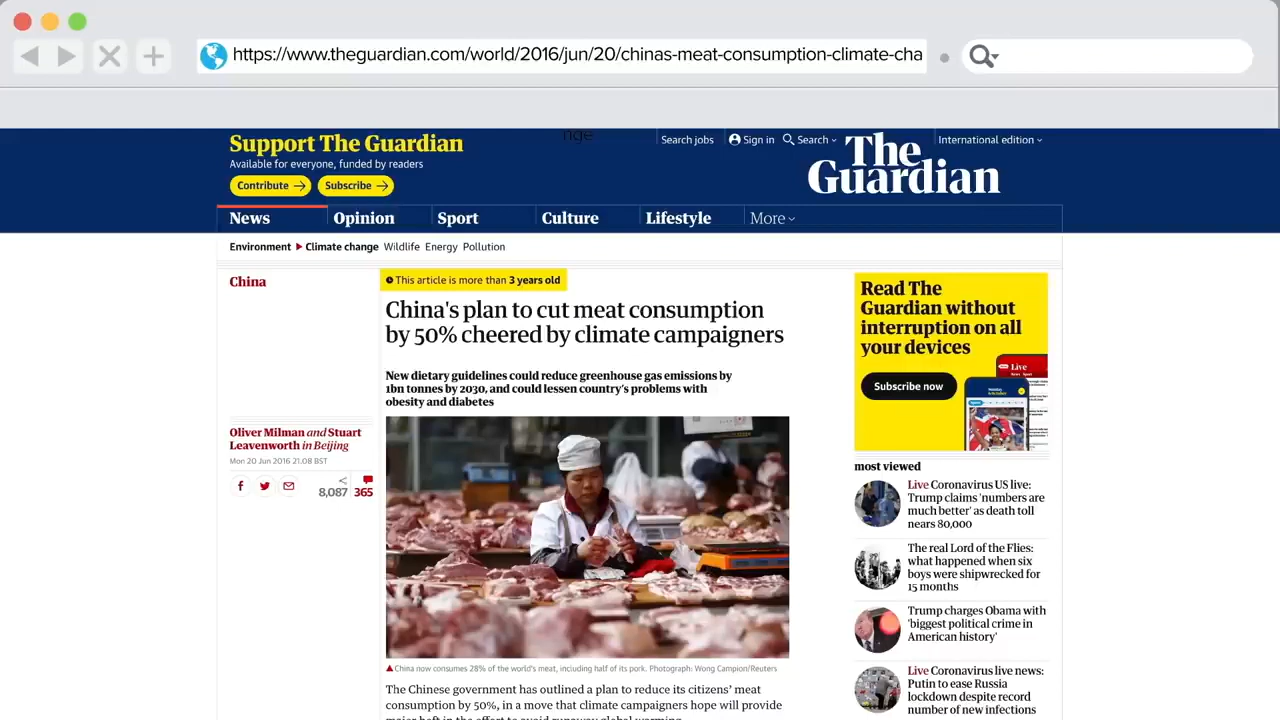 https://www.theguardian.com/world/2016/jun/20/chinas-meat-consumption-climate-cha
nge
Support The Guardian
Available for everyone, funded by readers
Contribute → Subscribe →
Search jobs
Sign in
Search
International edition
The
Guardian
News
Opinion
Sport
Culture
Lifestyle
More
Environment
Climate change
Wildlife
Energy
Pollution
China
This article is more than 3 years old
China's plan to cut meat consumption
by 50% cheered by climate campaigners
New dietary guidelines could reduce greenhouse gas emissions by
1bn tonnes by 2030, and could lessen country's problems with
obesity and diabetes
Oliver Milman and Stuart
Leavenworth in Beijing
Mon 20 Jun 2016 21.08 BST
8,087
365
China now consumes 28% of the world's meat, including half of its pork. Photograph: Wong Campion/Reuters
The Chinese government has outlined a plan to reduce its citizens’ meat
consumption by 50%, in a move that climate campaigners hope will provide
major heft in the effort to avoid runaway global warming.
Read The
Guardian without
interruption on all
your devices
Subscribe now
Live
most viewed
Live Coronavirus US live:
Trump claims 'numbers are
much better' as death toll
nears 80,000
The real Lord of the Flies:
what happened when six
boys were shipwrecked for
15 months
Trump charges Obama with
'biggest political crime in
American history'
Live Coronavirus live news:
Putin to ease Russia
lockdown despite record
number of new infections